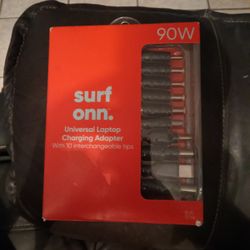 90W
surf
onn.
Universal Laptop
Charging Adapter
With 10 interchangeable tips